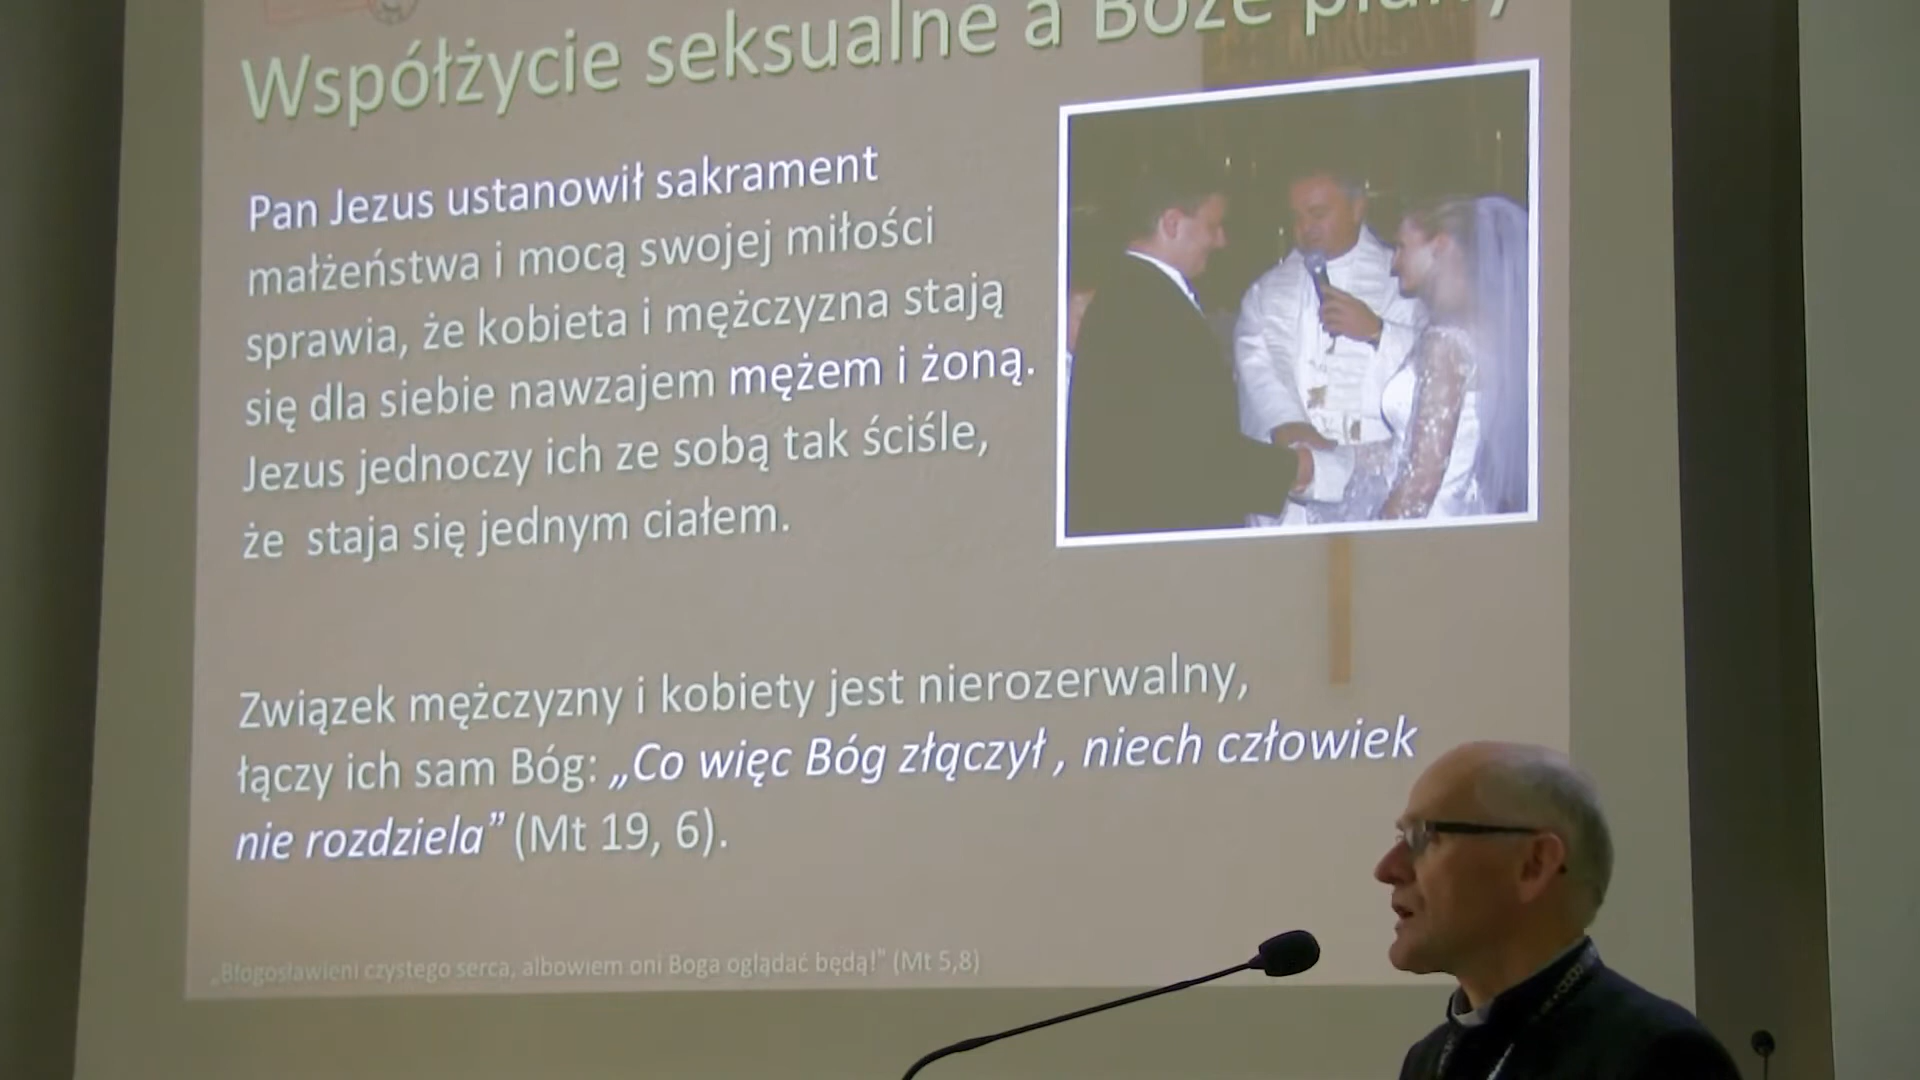 Współżycie seksualne a Boże plany
Pan Jezus ustanowił sakrament
małżeństwa i mocą swojej miłości
sprawia, że kobieta i mężczyzna stają
się dla siebie nawzajem mężem i żoną.
Jezus jednoczy ich ze sobą tak ściśle,
że staja się jednym ciałem.
Związek mężczyzny i kobiety jest nierozerwalny,
łączy ich sam Bóg: „Co więc Bóg złączył , niech człowiek
nie rozdziela” (Mt 19, 6).
„Błogosławieni czystego serca, albowiem oni Boga oglądać będą!” (Mt 5,8)